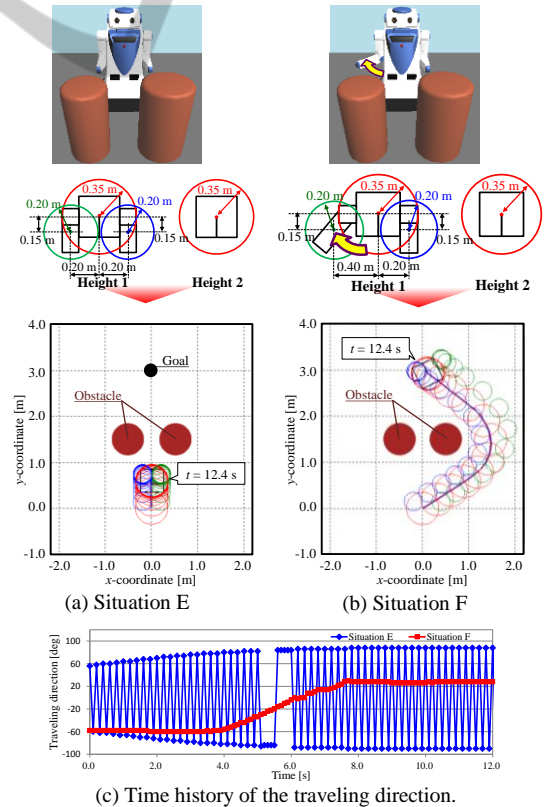 0.35 m
0.20 m
0.20 m
0.15 m
0.15 m
0.20 m
0.20 m
Height 1
0.35 m
Height 2
0.35 m
0.20 m
0.20 m
0.15 m
0.15 m
0.40 m
0.20 m
Height 1
0.35 m
Height 2
4.0
3.0
2.0
1.0
0.0
-1.0
y-coordinate [m]
Goal
Obstacle
t = 12.4 s
-2.0 -1.0 0.0 1.0 2.0
x-coordinate [m]
(a) Situation E
4.0
3.0
2.0
1.0
0.0
-1.0
y-coordinate [m]
t = 12.4 s
Obstacle
-2.0 -1.0 0.0 1.0 2.0
x-coordinate [m]
(b) Situation F
100
60
20
-20
-60
-100
Traveling direction [deg]
Situation E Situation F
0.0 2.0 4.0 6.0 8.0 10.0 12.0
Time [s]
(c) Time history of the traveling direction.